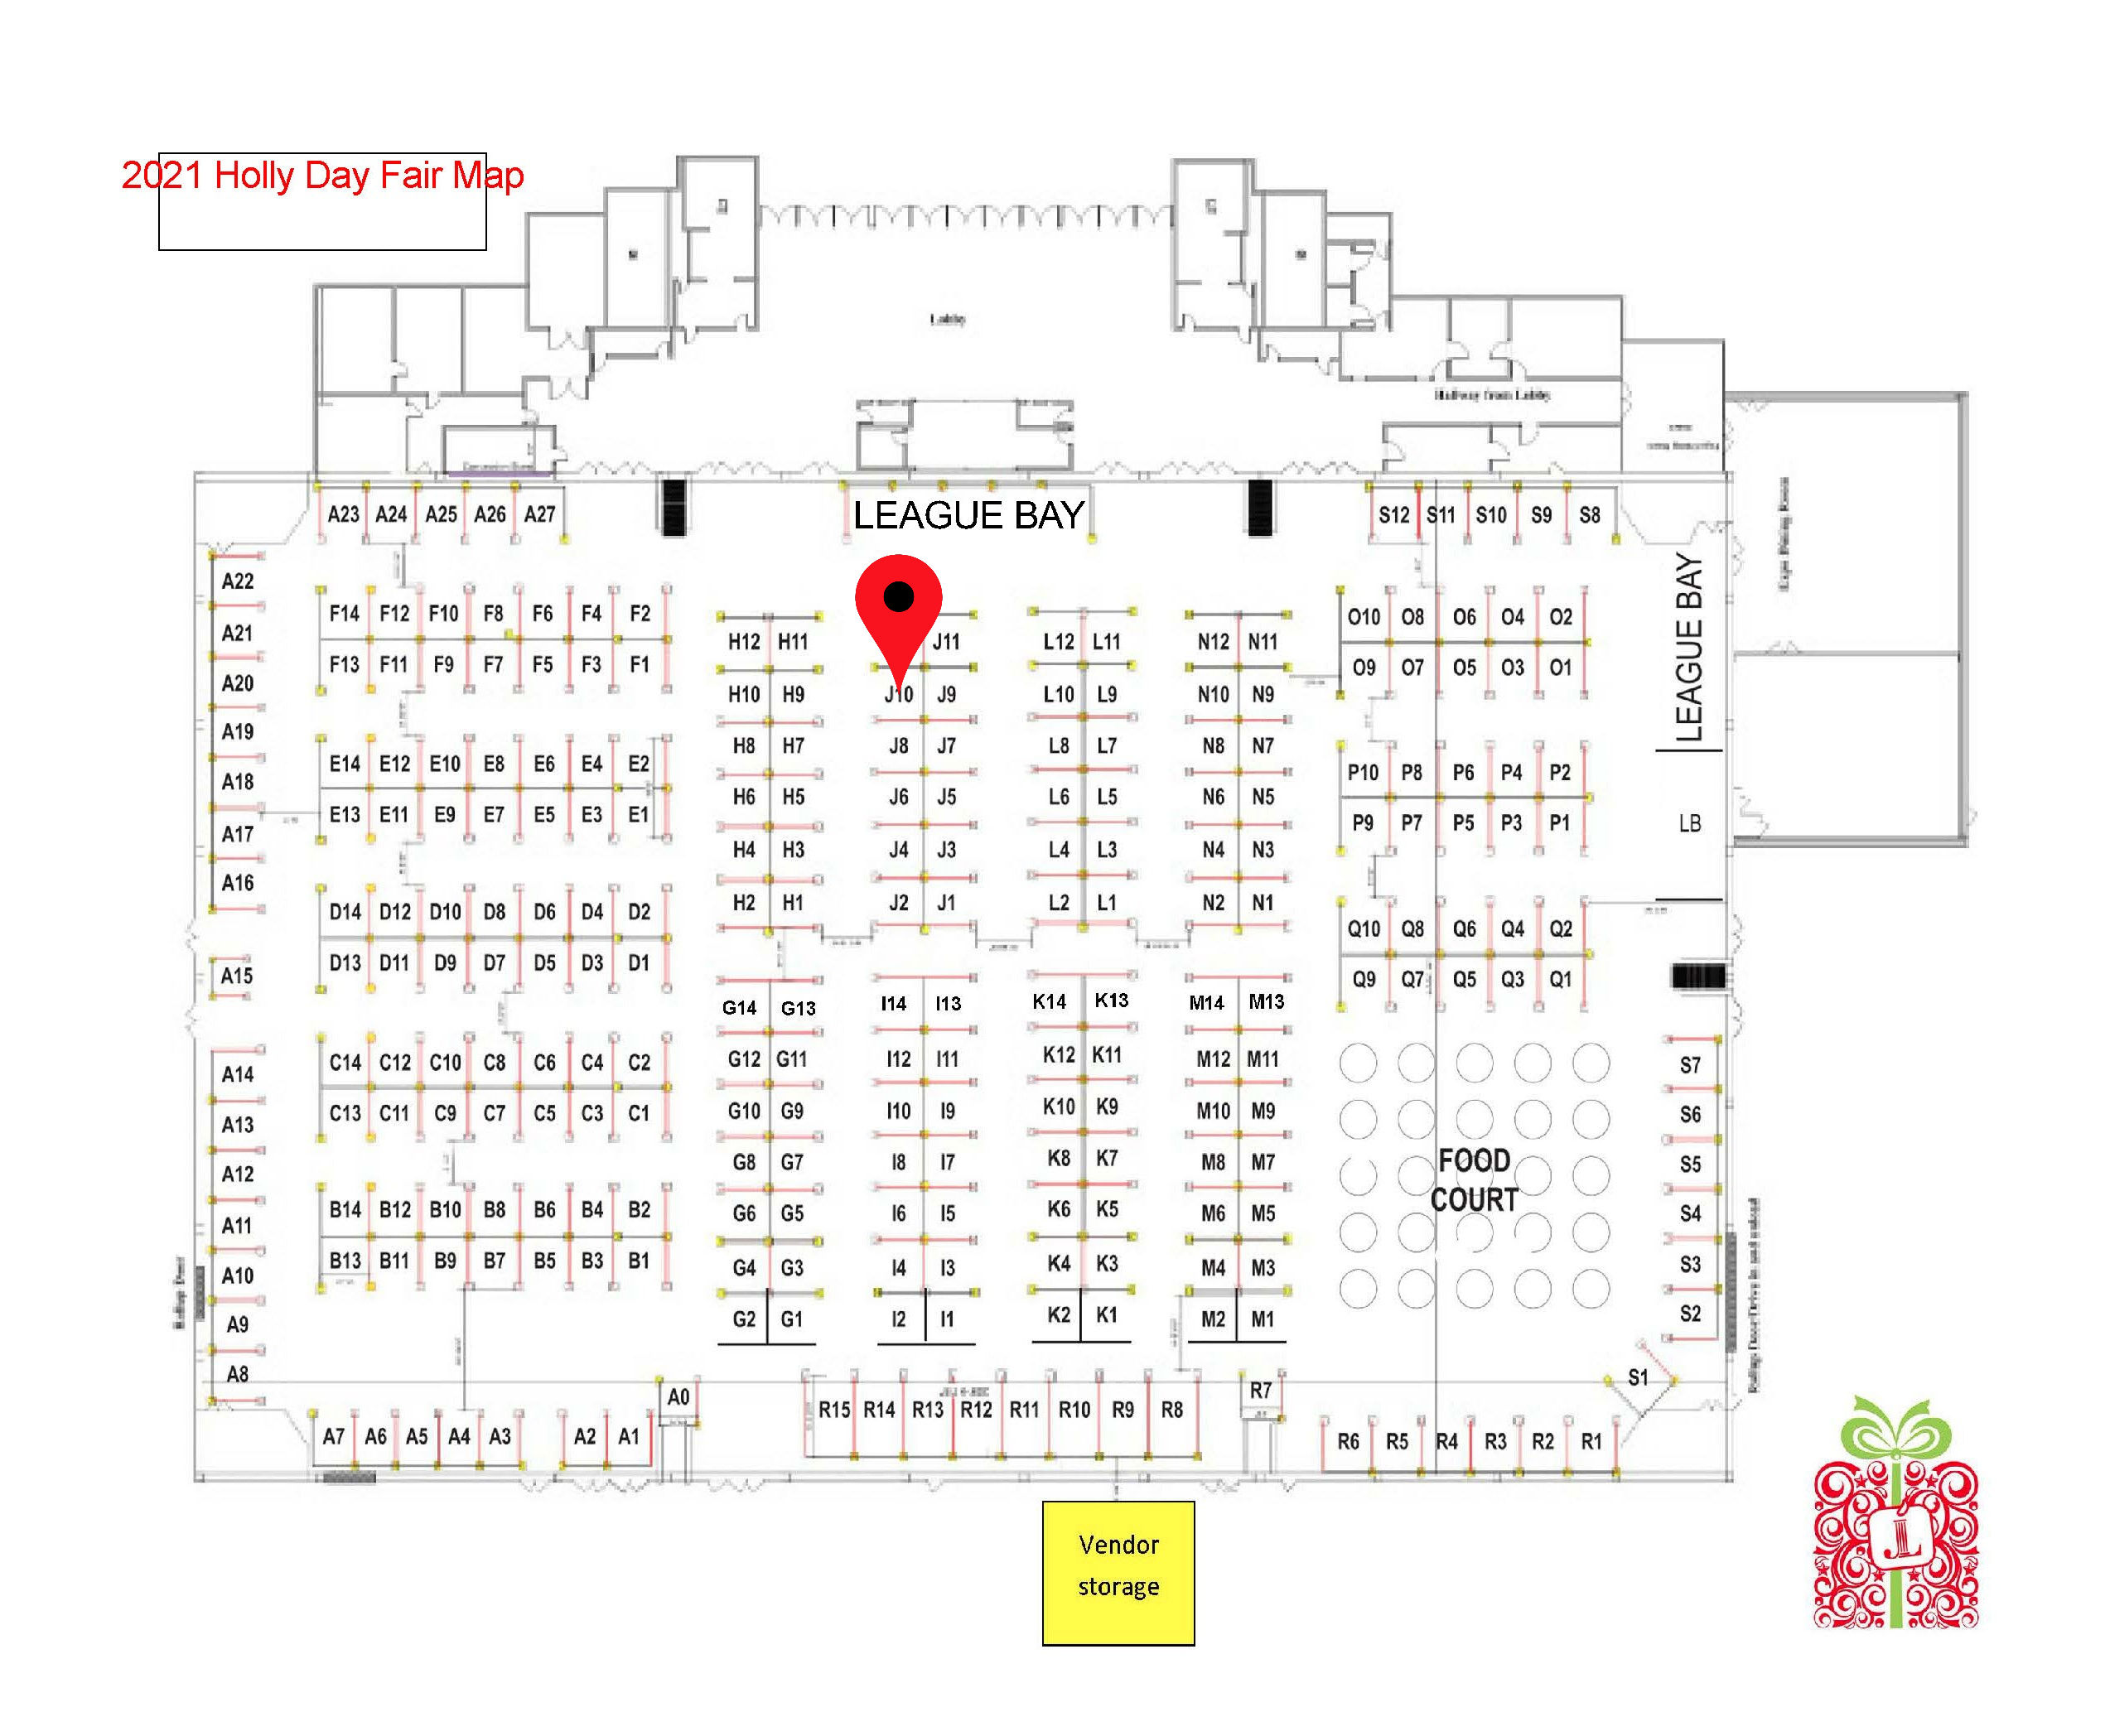 2021 Holly Day Fair Map
Lobby
Hallway from Lobby
LEAGUE BAY
A23 A24 A25 A26 A27
S12 S11 S10 S9 S8
A22
A21
A20
A19
A18
A17
A16
A15
A14
A13
A12
A11
A10
A9
A8
F14 F12 F10 F8 F6 F4 F2
F13 F11 F9 F7 F5 F3 F1
E14 E12 E10 E8 E6 E4 E2
E13 E11 E9 E7 E5 E3 E1
D14 D12 D10 D8 D6 D4 D2
D13 D11 D9 D7 D5 D3 D1
C14 C12 C10 C8 C6 C4 C2
C13 C11 C9 C7 C5 C3 C1
B14 B12 B10 B8 B6 B4 B2
B13 B11 B9 B7 B5 B3 B1
H12 H11
H10 H9
H8 H7
H6 H5
H4 H3
H2 H1
G14 G13
G12 G11
G10 G9
G8 G7
G6 G5
G4 G3
G2 G1
J11
J10 J9
J8 J7
J6 J5
J4 J3
J2 J1
I14 I13
I12 I11
I10 I9
I8 I7
I6 I5
I4 I3
I2 I1
L12 L11
L10 L9
L8 L7
L6 L5
L4 L3
L2 L1
K14 K13
K12 K11
K10 K9
K8 K7
K6 K5
K4 K3
K2 K1
N12 N11
N10 N9
N8 N7
N6 N5
N4 N3
N2 N1
M14 M13
M12 M11
M10 M9
M8 M7
M6 M5
M4 M3
M2 M1
O10 O8 O6 O4 O2
O9 O7 O5 O3 O1
P10 P8 P6 P4 P2
P9 P7 P5 P3 P1
Q10 Q8 Q6 Q4 Q2
Q9 Q7 Q5 Q3 Q1
LEAGUE BAY
LB
FOOD
COURT
S7
S6
S5
S4
S3
S2
S1
A7 A6 A5 A4 A3 A2 A1
A0
R15 R14 R13 R12 R11 R10 R9 R8
R7
R6 R5 R4 R3 R2 R1
Vendor
storage
JL